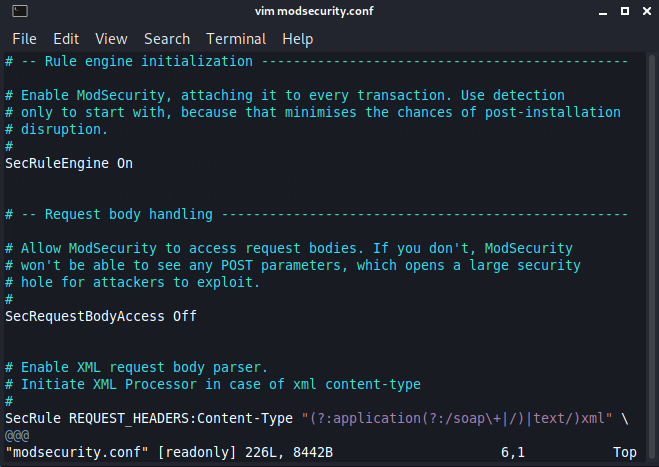 vim modsecurity.conf
File Edit View Search Terminal Help
# -- Rule engine initialization ----------------------------------------------

# Enable ModSecurity, attaching it to every transaction. Use detection
# only to start with, because that minimises the chances of post-installation
# disruption.
#
SecRuleEngine On


# -- Request body handling ---------------------------------------------------

# Allow ModSecurity to access request bodies. If you don't, ModSecurity
# won't be able to see any POST parameters, which opens a large security
# hole for attackers to exploit.
#
SecRequestBodyAccess Off


# Enable XML request body parser.
# Initiate XML Processor in case of xml content-type
#
SecRule REQUEST_HEADERS:Content-Type "(?:application(?:/soap\+|/)|text/)xml" \
@@@
"modsecurity.conf" [readonly] 226L, 8442B 6,1 Top